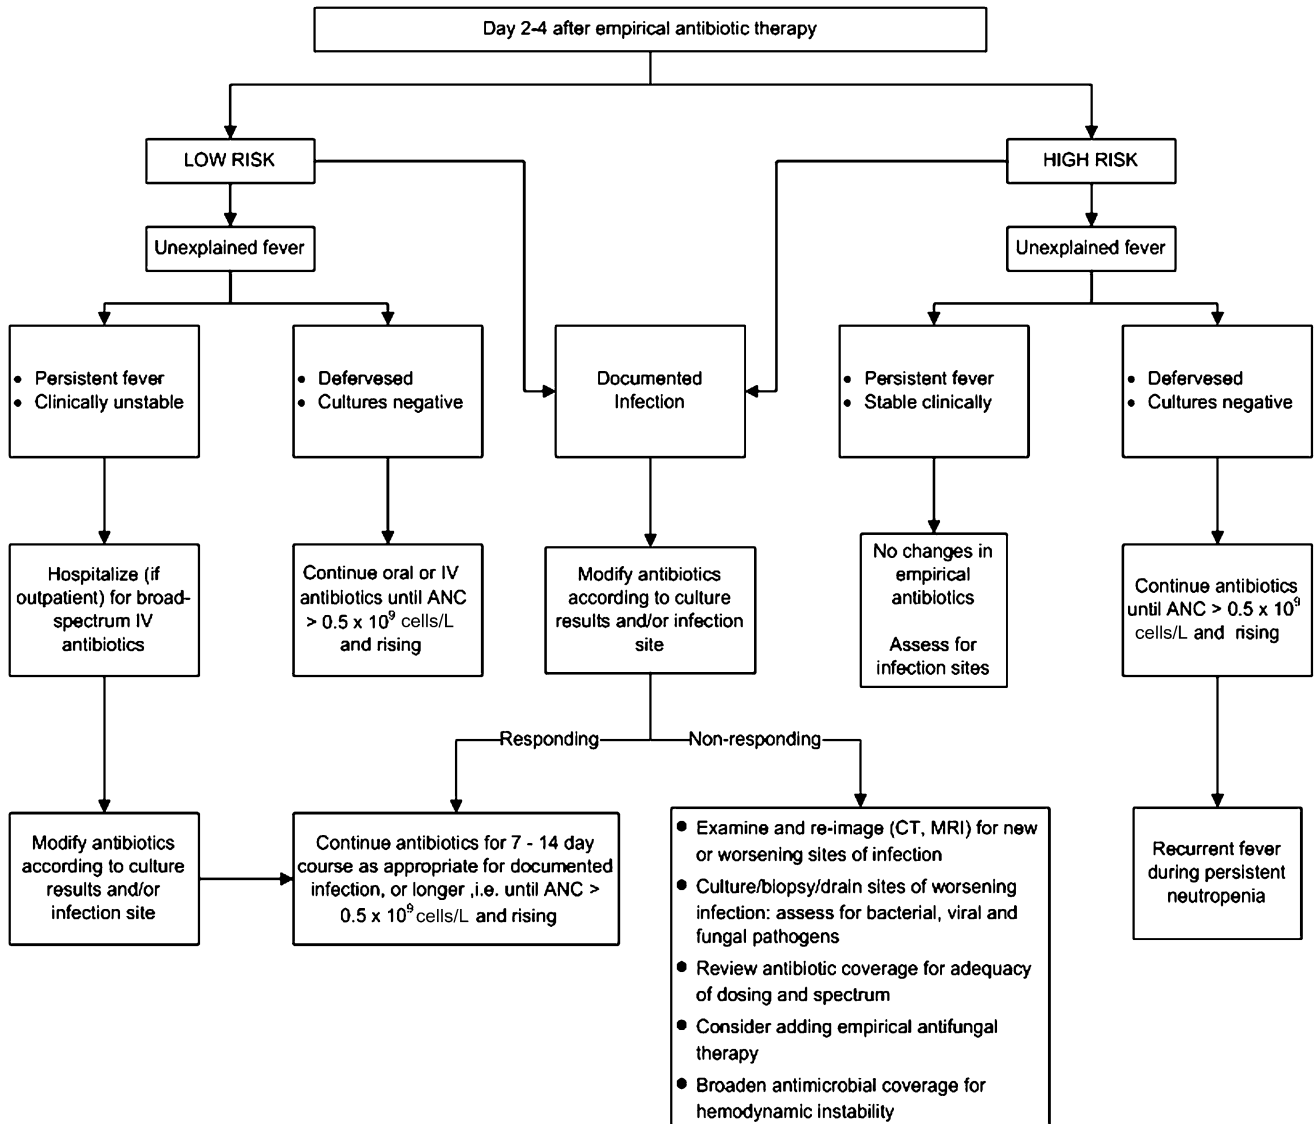 Day 2-4 after empirical antibiotic therapy
LOW RISK
HIGH RISK
Unexplained fever
Unexplained fever
• Persistent fever
• Clinically unstable
• Defervesed
• Cultures negative
Documented
Infection
• Persistent fever
• Stable clinically
• Defervesed
• Cultures negative
Hospitalize (if
outpatient) for broad-
spectrum IV
antibiotics
Continue oral or IV
antibiotics until ANC
> 0.5 x 10⁹ cells/L
and rising
Modify antibiotics
according to culture
results and/or infection
site
No changes in
empirical
antibiotics
Assess for
infection sites
Continue antibiotics
until ANC > 0.5 x 10⁹
cells/L and rising
Responding
Non-responding
Modify antibiotics
according to culture
results and/or
infection site
Continue antibiotics for 7 - 14 day
course as appropriate for documented
infection, or longer ,i.e. until ANC >
0.5 x 10⁹ cells/L and rising
• Examine and re-image (CT, MRI) for new
or worsening sites of infection
• Culture/biopsy/drain sites of worsening
infection: assess for bacterial, viral and
fungal pathogens
• Review antibiotic coverage for adequacy
of dosing and spectrum
• Consider adding empirical antifungal
therapy
• Broaden antimicrobial coverage for
hemodynamic instability
Recurrent fever
during persistent
neutropenia